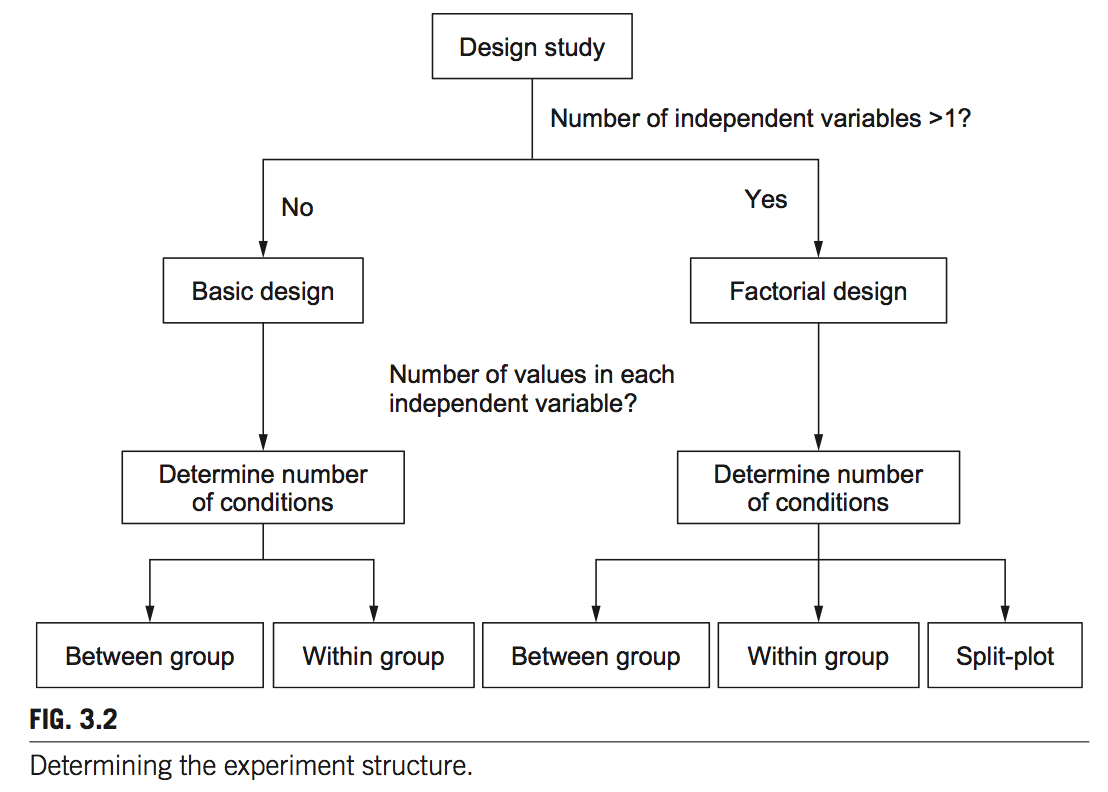 Design study
Number of independent variables >1?
No
Yes
Basic design
Factorial design
Number of values in each
independent variable?
Determine number
of conditions
Determine number
of conditions
Between group
Within group
Between group
Within group
Split-plot
FIG. 3.2
Determining the experiment structure.